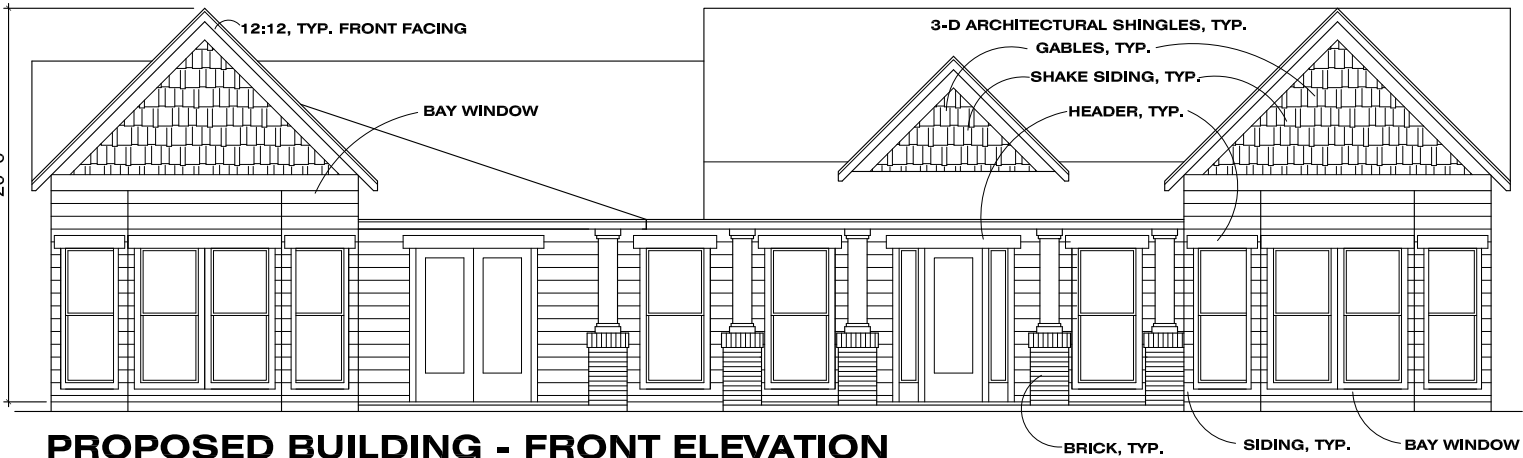 12:12, TYP. FRONT FACING
3-D ARCHITECTURAL SHINGLES, TYP.
GABLES, TYP.
SHAKE SIDING, TYP.
BAY WINDOW
HEADER, TYP.
PROPOSED BUILDING - FRONT ELEVATION
BRICK, TYP.
SIDING, TYP.
BAY WINDOW